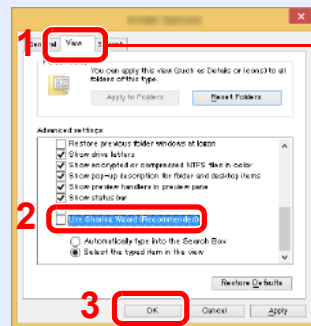 1
View
You can apply this view (such as Details or Icons) to all
folders of this type.
Apply to Folders
Reset Folders
Advanced settings:
Restore previous folder windows at logon
Show drive letters
Show encrypted or compressed NTFS files in color
Show pop-up description for folder and desktop items
Show preview handlers in preview pane
Show status bar
2
Use Sharing Wizard (Recommended)
Automatically type into the Search Box
Select the typed item in the view
Restore Defaults
3
OK
Cancel
Apply